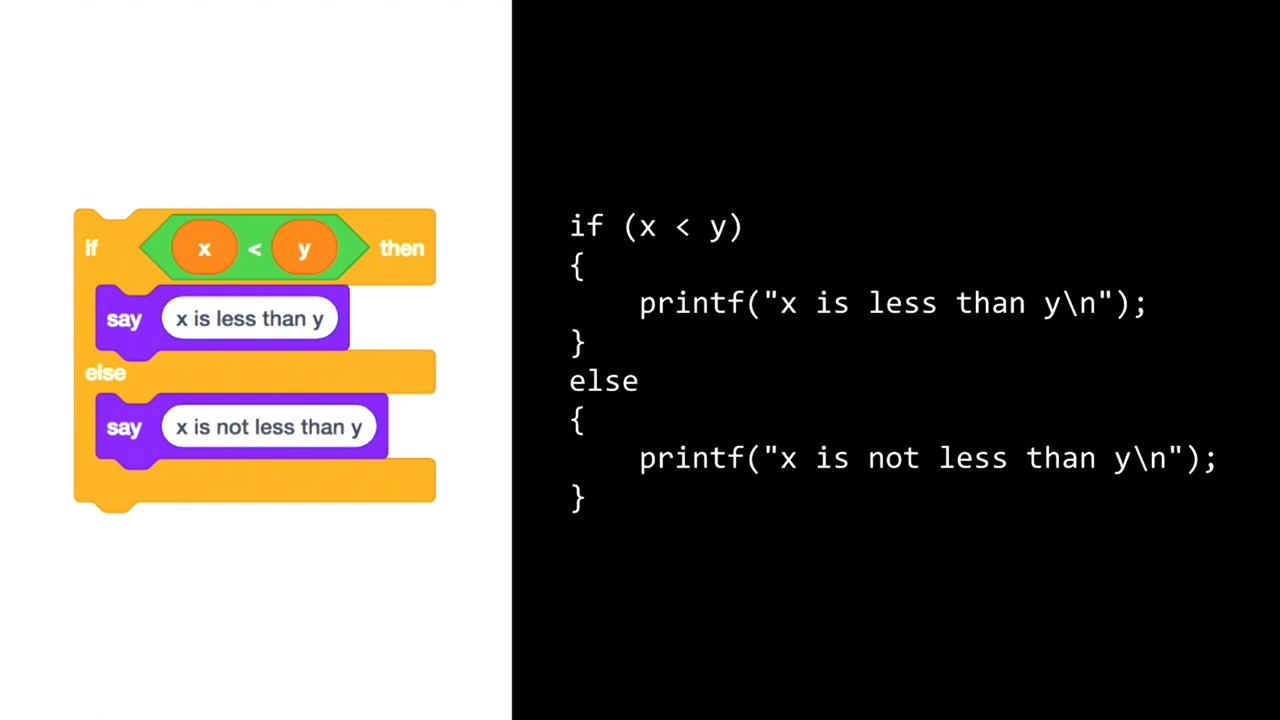 if x < y then
say x is less than y
else
say x is not less than y
if (x < y)
{
    printf("x is less than y\n");
}
else
{
    printf("x is not less than y\n");
}